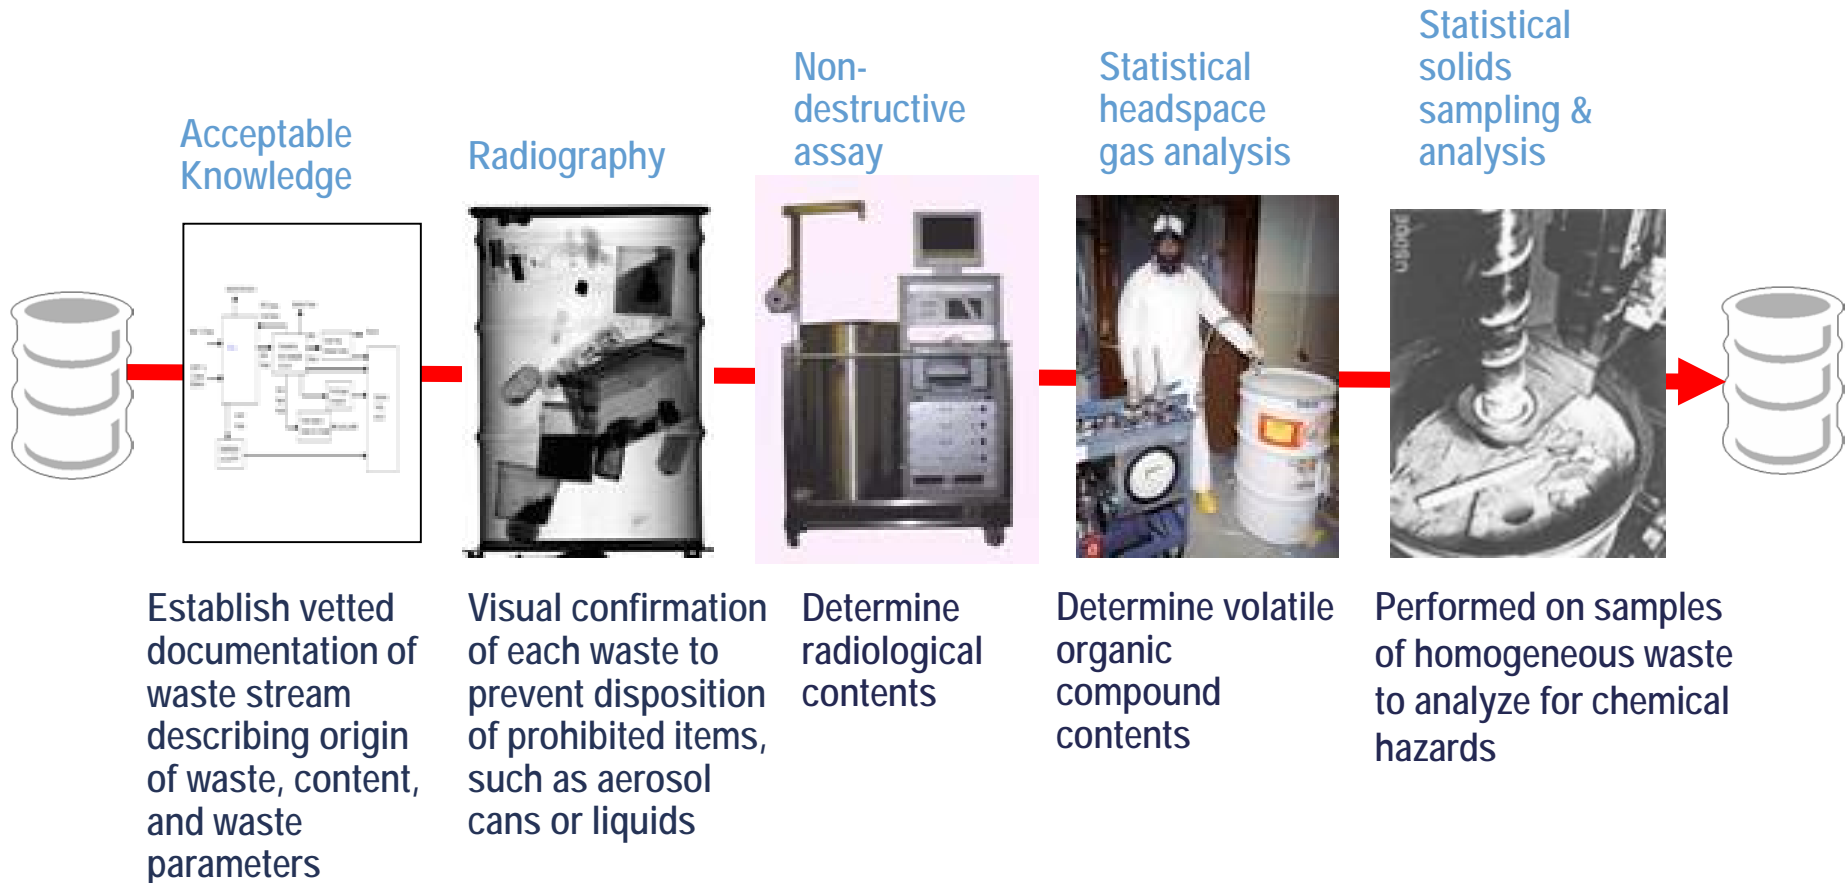 Acceptable
Knowledge
Radiography
Non-
destructive
assay
Statistical
headspace
gas analysis
Statistical
solids
sampling &
analysis
Establish vetted
documentation of
waste stream
describing origin
of waste, content,
and waste
parameters
Visual confirmation
of each waste to
prevent disposition
of prohibited items,
such as aerosol
cans or liquids
Determine
radiological
contents
Determine volatile
organic
compound
contents
Performed on samples
of homogeneous waste
to analyze for chemical
hazards